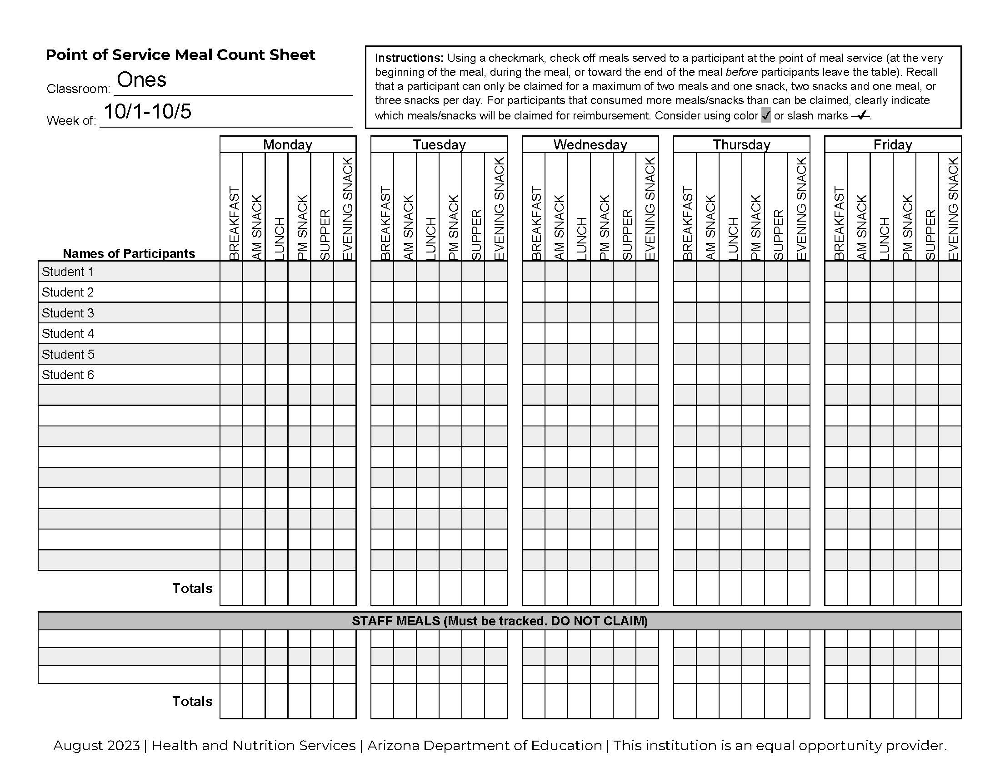 Point of Service Meal Count Sheet
Classroom: Ones
Week of: 10/1-10/5
Instructions: Using a checkmark, check off meals served to a participant at the point of meal service (at the very
beginning of the meal, during the meal, or toward the end of the meal before participants leave the table). Recall
that a participant can only be claimed for a maximum of two meals and one snack, two snacks and one meal, or
three snacks per day. For participants that consumed more meals/snacks than can be claimed, clearly indicate
which meals/snacks will be claimed for reimbursement. Consider using color ✓ or slash marks ✓.
Monday Tuesday Wednesday Thursday Friday
Names of Participants BREAKFAST AM SNACK LUNCH PM SNACK SUPPER EVENING SNACK BREAKFAST AM SNACK LUNCH PM SNACK SUPPER EVENING SNACK BREAKFAST AM SNACK LUNCH PM SNACK SUPPER EVENING SNACK BREAKFAST AM SNACK LUNCH PM SNACK SUPPER EVENING SNACK BREAKFAST AM SNACK LUNCH PM SNACK SUPPER EVENING SNACK
Student 1
Student 2
Student 3
Student 4
Student 5
Student 6
Totals
STAFF MEALS (Must be tracked. DO NOT CLAIM)
Totals
August 2023 | Health and Nutrition Services | Arizona Department of Education | This institution is an equal opportunity provider.